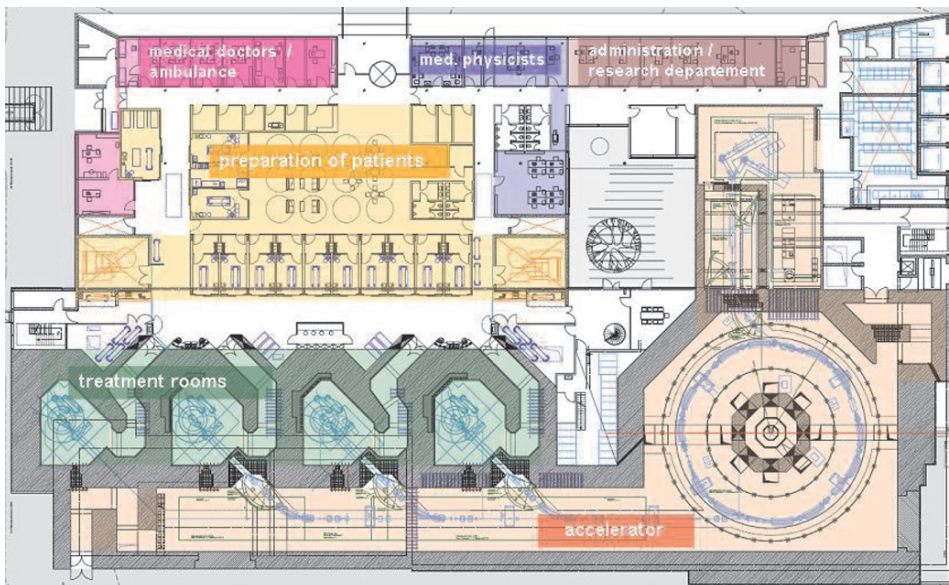 medical doctors /
ambulance
med. physicists
administration /
research departement
preparation of patients
treatment rooms
accelerator